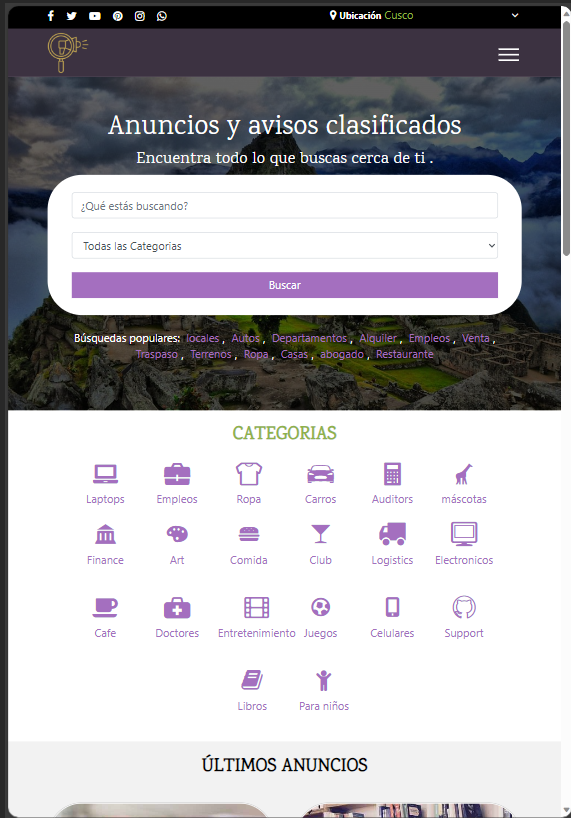 Ubicación Cusco
Anuncios y avisos clasificados
Encuentra todo lo que buscas cerca de ti .
¿Qué estás buscando?
Todas las Categorias
Buscar
Búsquedas populares: locales , Autos , Departamentos , Alquiler , Empleos , Venta ,
Traspaso , Terrenos , Ropa , Casas , abogado , Restaurante
CATEGORIAS
Laptops Empleos Ropa Carros Auditors máscotas
Finance Art Comida Club Logistics Electronicos
Cafe Doctores Entretenimiento Juegos Celulares Support
Libros Para niños
ÚLTIMOS ANUNCIOS